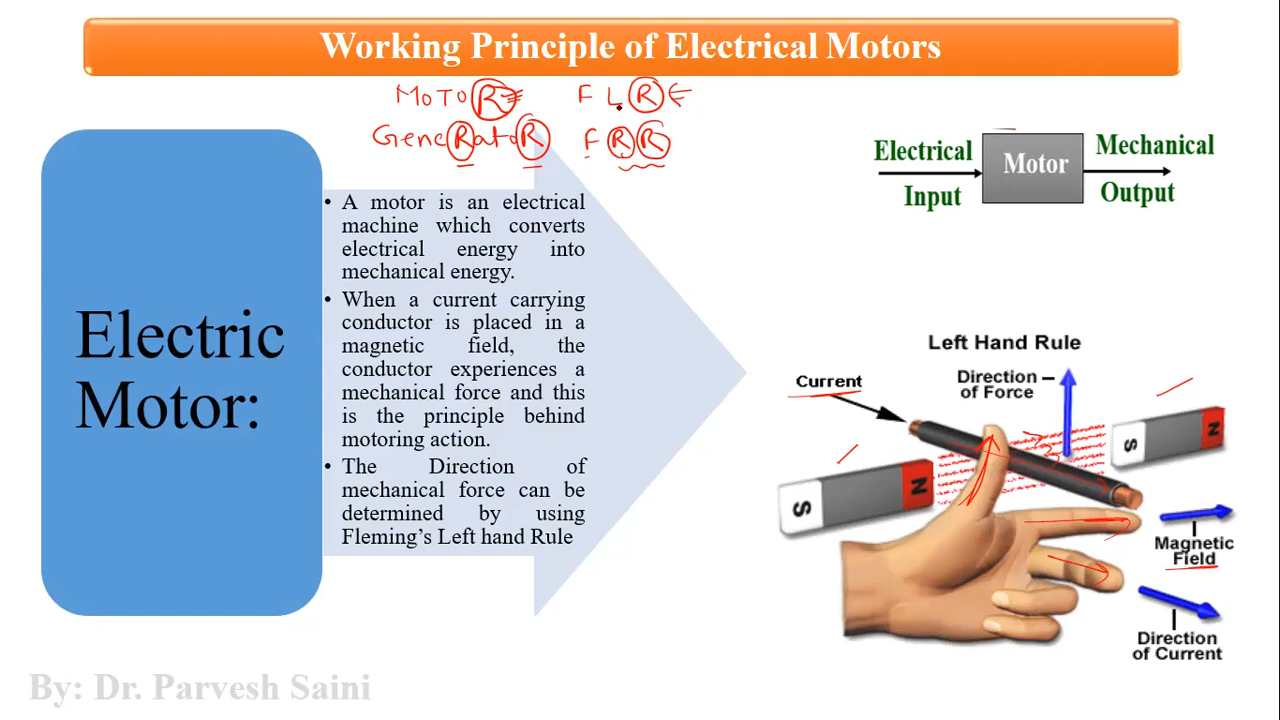 Working Principle of Electrical Motors
MOTOR F L R
GeneRatoR F R R
Electric
Motor:
• A motor is an electrical
machine which converts
electrical energy into
mechanical energy.
• When a current carrying
conductor is placed in a
magnetic field, the
conductor experiences a
mechanical force and this
is the principle behind
motoring action.
• The Direction of
mechanical force can be
determined by using
Fleming's Left hand Rule
Electrical
Input
Motor
Mechanical
Output
Left Hand Rule
Current
Direction
of Force
S N
S N
Magnetic
Field
Direction
of Current
By: Dr. Parvesh Saini